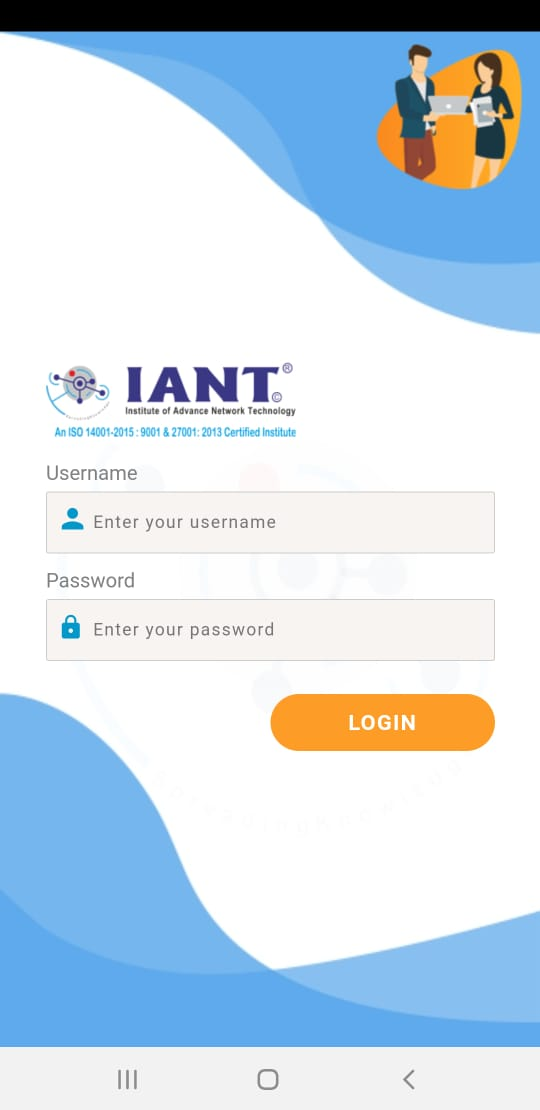 IANT®
©
Institute of Advance Network Technology
An ISO 14001-2015 : 9001 & 27001: 2013 Certified Institute
Username
Enter your username
Password
Enter your password
LOGIN